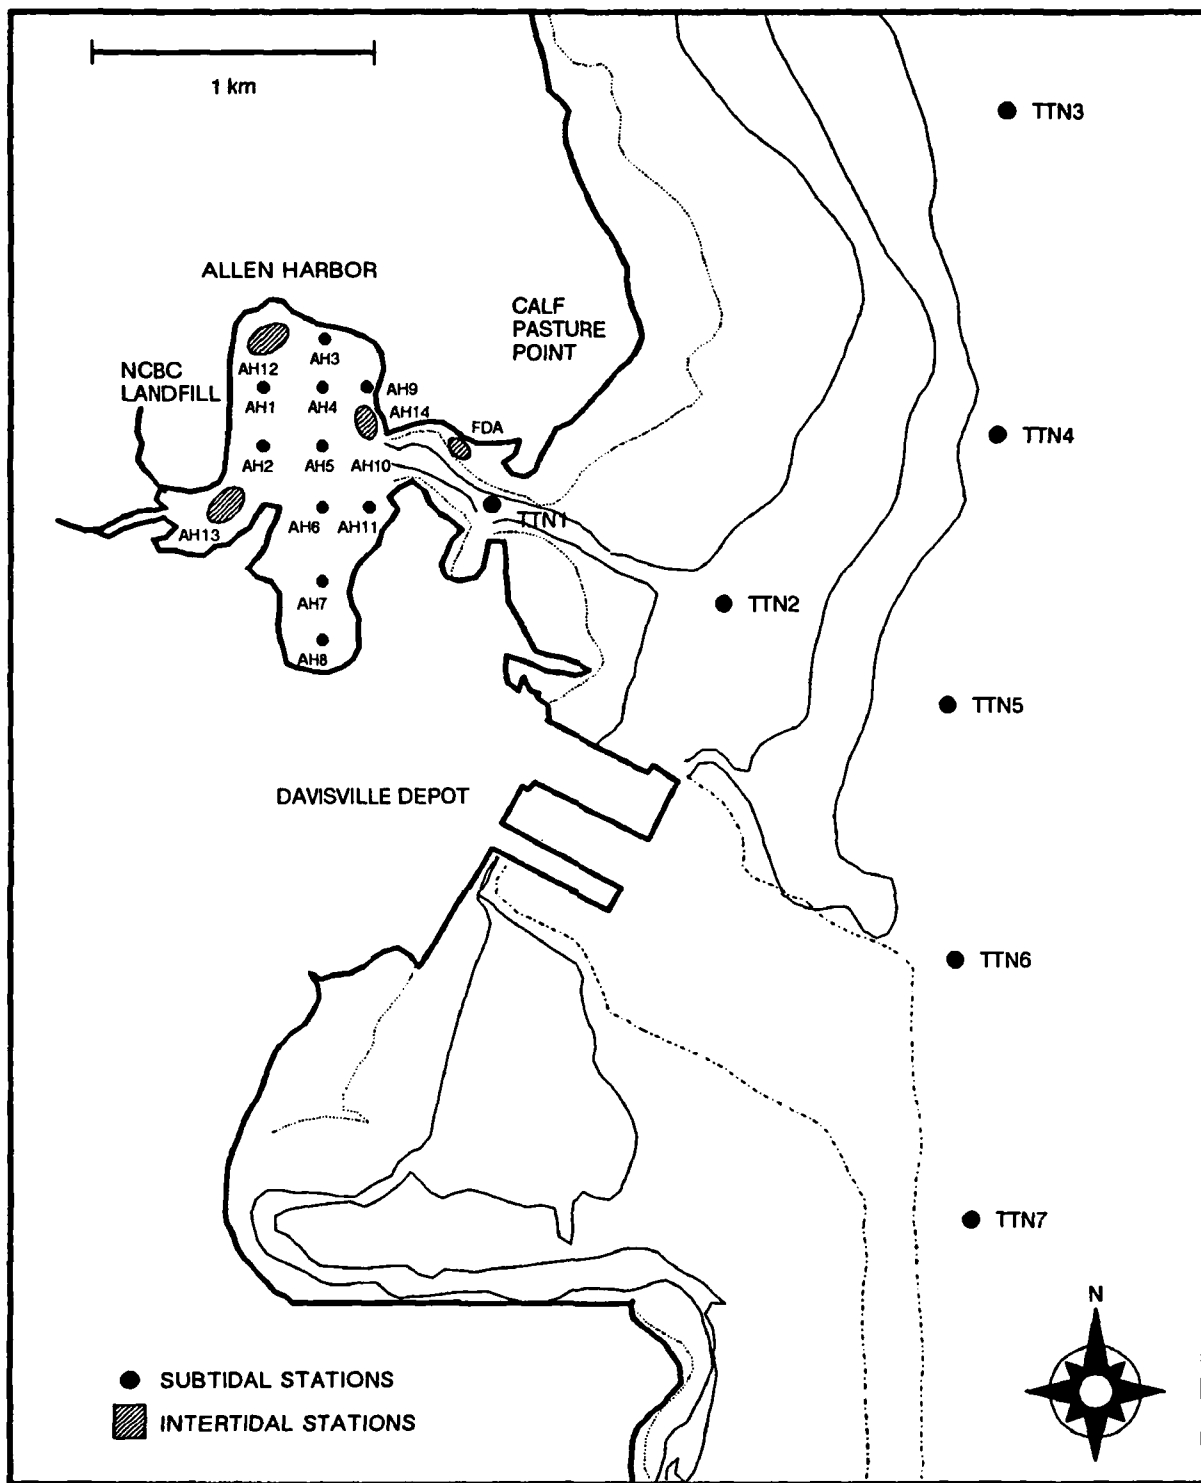 1 km
TTN3
ALLEN HARBOR
CALF
PASTURE
POINT
NCBC
LANDFILL
AH12
AH3
AH1
AH4
AH9
AH14
FDA
TTN4
AH2
AH5
AH10
AH13
AH6
AH11
TTN1
AH7
TTN2
AH8
TTN5
DAVISVILLE DEPOT
TTN6
TTN7
N
SUBTIDAL STATIONS
INTERTIDAL STATIONS